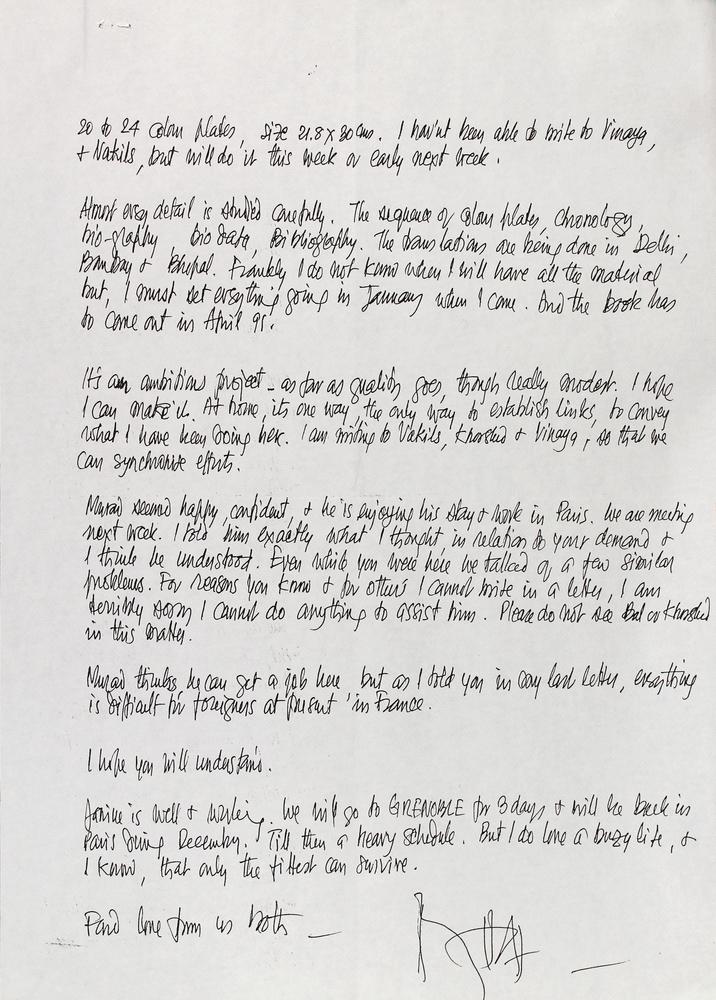 20 to 24 colour plates, size 21.8 x 30 cms. I hav'nt been able to write to Vinaya,
& Vakils, but will do it this week or early next week.
Almost every detail is studied carefully. The sequence of colour plates, chronology,
bio-graphy, bio data, Bibliography. The translations are being done in Delhi,
Bombay & Bhopal. Frankly I do not know when I will have all the material
but, I must set everything going in January when I come. And the book has
to come out in April 95.
It's an ambitious project - as far as quality goes, though really modest. I hope
I can make it. At home, its one way, the only way to establish links, to convey
what I have been doing here. I am writing to Vakils, Khorshed & Vinaya, so that we
can synchronise efforts.
Murad seemed happy, confident, & he is enjoying his stay & work in Paris. We are meeting
next week. I told him exactly what I thought, in relation to your demand &
I think he understood. Even while you were here we talked of a few similar
problems. For reasons you know & for others I cannot write in a letter, I am
terribly sorry I cannot do anything to assist him. Please do not see Bal or Khorshed
in this matter.
Murad thinks he can get a job here, but as I told you in my last letter, everything
is difficult for foreigners at present in France.
I hope you will understand.
Janine is well & working. We will go to GRENOBLE for 3 days & will be back in
Paris during December. Till then a heavy schedule. But I do love a busy life, &
I know, that only the fittest can survive.
love from us both —